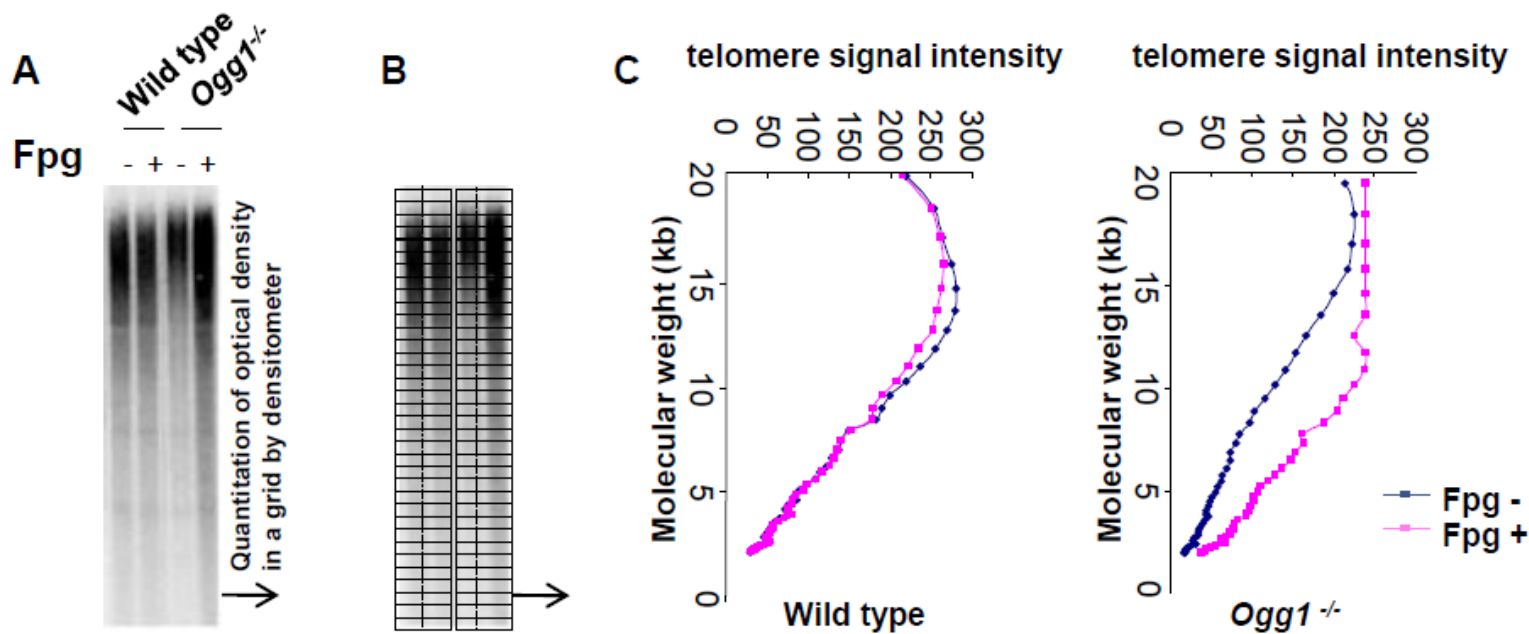 A
Wild type
Ogg1-/-
Fpg
- + - +
Quantitation of optical density
in a grid by densitometer
B
C
telomere signal intensity
0 50 100 150 200 250 300
Molecular weight (Kb)
20
15
10
5
0
Wild type
telomere signal intensity
0 50 100 150 200 250 300
Molecular weight (Kb)
20
15
10
5
0
Ogg1 -/-
Fpg -
Fpg +